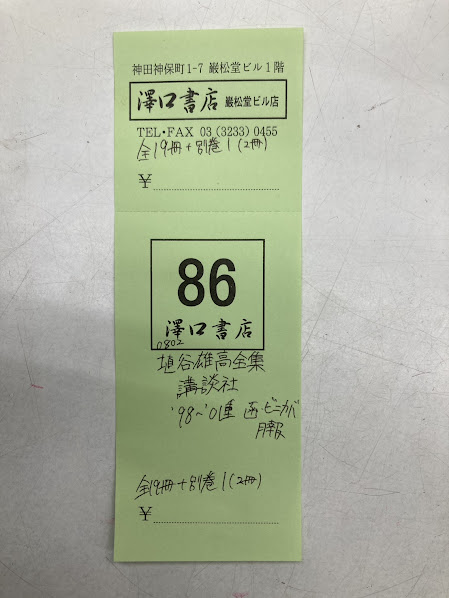 神田神保町1-7 巖松堂ビル1階
澤口書店 巖松堂ビル店
TEL・FAX 03(3233)0455
全19冊+別巻1(2冊)
¥
86
澤口書店
0802
埴谷雄高全集
講談社
'98〜'01重 函・ビニカバ
月報
全19冊+別巻1(2冊)
¥